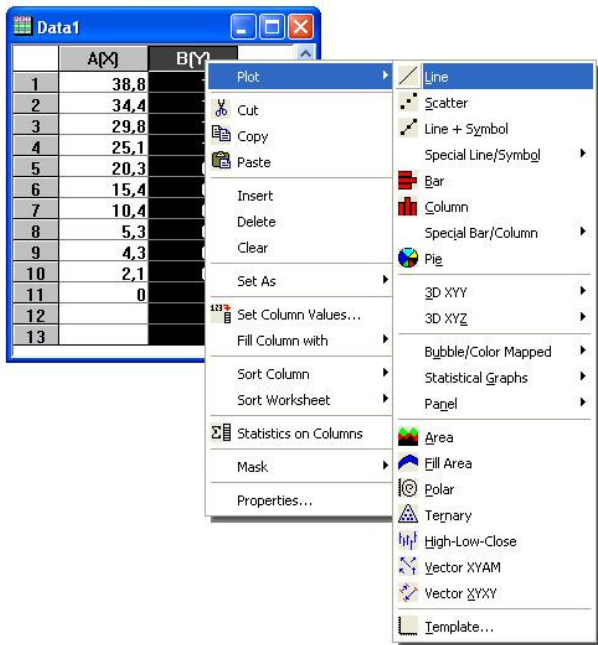 Data1
A(X) B(Y)
1 38,8
2 34,4
3 29,8
4 25,1
5 20,3
6 15,4
7 10,4
8 5,3
9 4,3
10 2,1
11 0
12
13
Plot
Cut
Copy
Paste
Insert
Delete
Clear
Set As
Set Column Values...
Fill Column with
Sort Column
Sort Worksheet
Statistics on Columns
Mask
Properties...
Line
Scatter
Line + Symbol
Special Line/Symbol
Bar
Column
Special Bar/Column
Pie
3D XYY
3D XYZ
Bubble/Color Mapped
Statistical Graphs
Panel
Area
Fill Area
Polar
Ternary
High-Low-Close
Vector XYAM
Vector XYXY
Template...